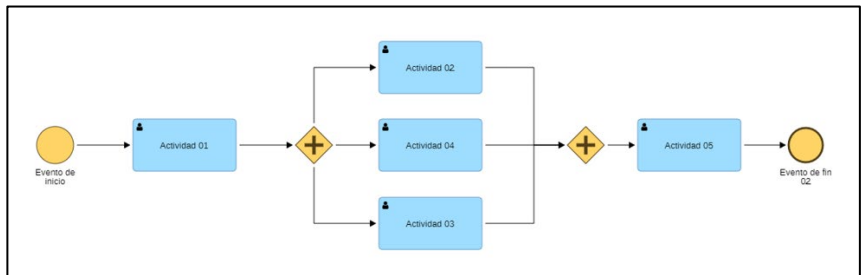 Actividad 02
Actividad 01
Actividad 04
Actividad 05
Evento de
inicio
Evento de fin
02
Actividad 03